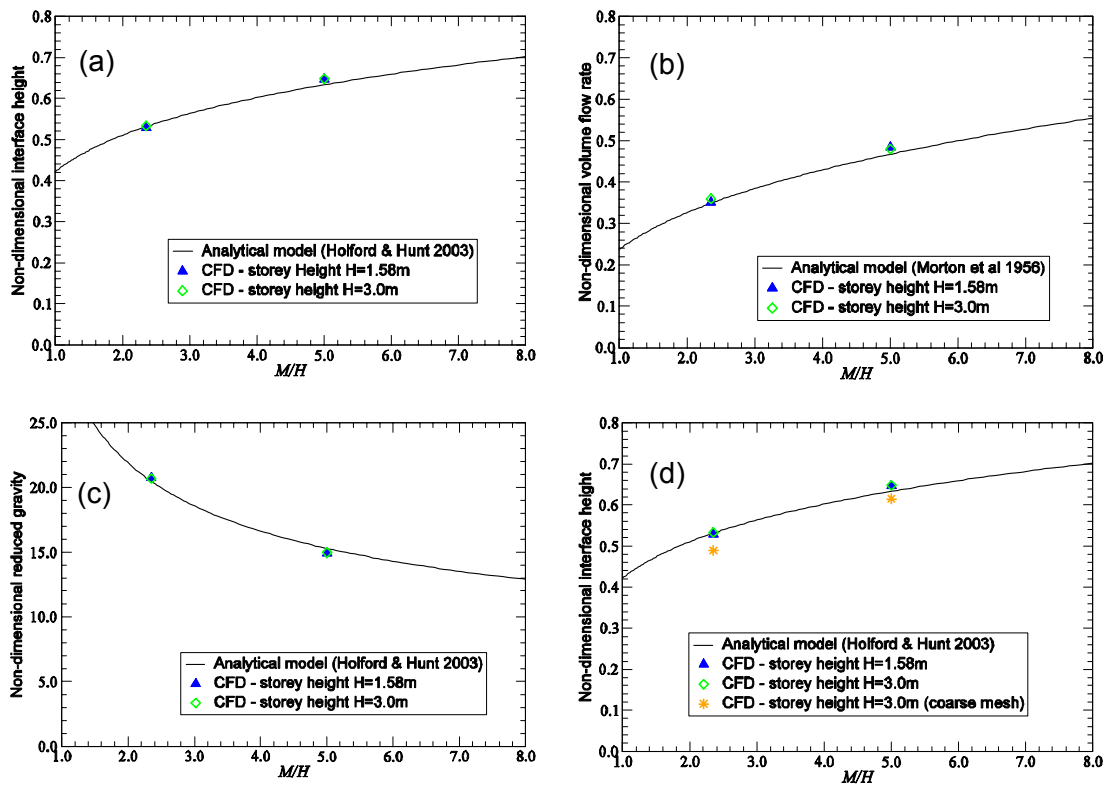 (a)
Non-dimensional interface height
0.8
0.7
0.6
0.5
0.4
0.3
0.2
0.1
0.0
Analytical model (Holford & Hunt 2003)
CFD - storey Height H=1.58m
CFD - storey height H=3.0m
1.0 2.0 3.0 4.0 5.0 6.0 7.0 8.0
M/H
(b)
Non-dimensional volume flow rate
0.8
0.7
0.6
0.5
0.4
0.3
0.2
0.1
0.0
Analytical model (Morton et al 1956)
CFD - storey height H=1.58m
CFD - storey height H=3.0m
1.0 2.0 3.0 4.0 5.0 6.0 7.0 8.0
M/H
(c)
Non-dimensional reduced gravity
25.0
20.0
15.0
10.0
5.0
0.0
Analytical model (Holford & Hunt 2003)
CFD - storey height H=1.58m
CFD - storey height H=3.0m
1.0 2.0 3.0 4.0 5.0 6.0 7.0 8.0
M/H
(d)
Non-dimensional interface height
0.8
0.7
0.6
0.5
0.4
0.3
0.2
0.1
0.0
Analytical model (Holford & Hunt 2003)
CFD - storey height H=1.58m
CFD - storey height H=3.0m
CFD - storey height H=3.0m (coarse mesh)
1.0 2.0 3.0 4.0 5.0 6.0 7.0 8.0
M/H